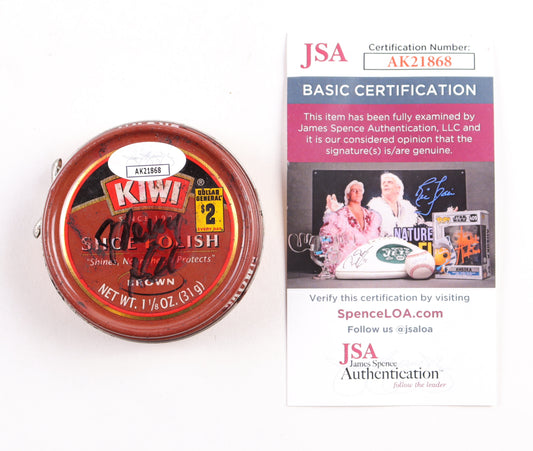 AK21868
KIWI
®
DOLLAR
GENERAL
$2
SHOE POLISH
"Shines, Nourishes, Protects"
BROWN
NET WT. 1 1/8 OZ. (31 g)
JSA
Certification Number:
AK21868
BASIC CERTIFICATION
This item has been fully examined by
James Spence Authentication, LLC and
it is our considered opinion that the
signature(s) is/are genuine.
NATURE
JETS
Verify this certification by visiting
SpenceLOA.com
Follow us @jsaloa
JSA
James Spence
Authentication™
follow the leader